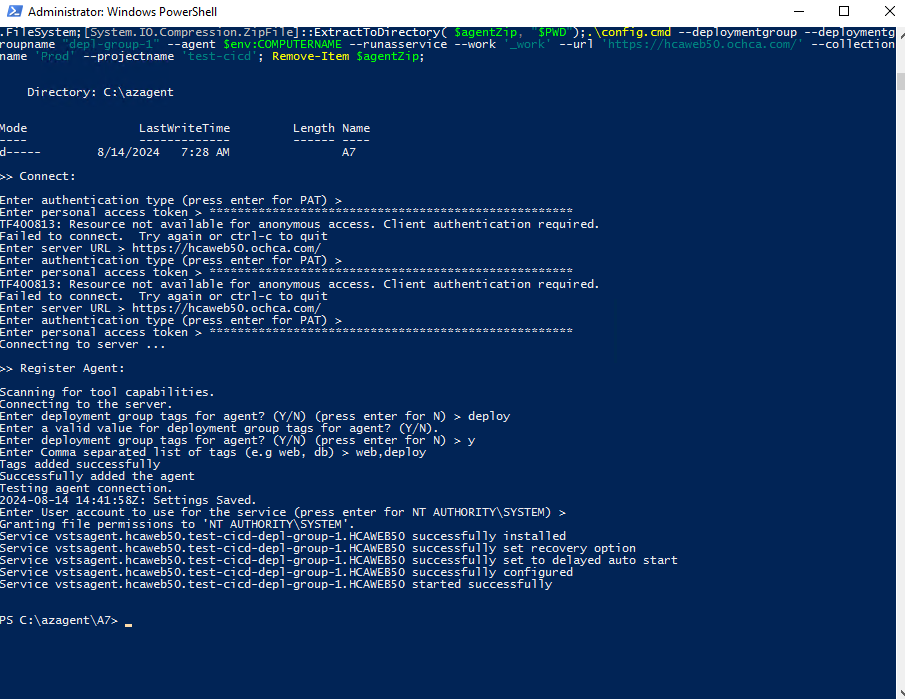 Administrator: Windows PowerShell
.FileSystem;[System.IO.Compression.ZipFile]::ExtractToDirectory( $agentZip, "$PWD");.\config.cmd --deploymentgroup --deploymentg
roupname "depl-group-1" --agent $env:COMPUTERNAME --runasservice --work '_work' --url 'https://hcaweb50.ochca.com/' --collection
name 'Prod' --projectname 'test-cicd'; Remove-Item $agentZip;
Directory: C:\azagent
Mode LastWriteTime Length Name
---- ------------- ------ ----
d----- 8/14/2024 7:28 AM A7
>> Connect:
Enter authentication type (press enter for PAT) >
Enter personal access token > ****************************************************
TF400813: Resource not available for anonymous access. Client authentication required.
Failed to connect. Try again or ctrl-c to quit
Enter server URL > https://hcaweb50.ochca.com/
Enter authentication type (press enter for PAT) >
Enter personal access token > ****************************************************
TF400813: Resource not available for anonymous access. Client authentication required.
Failed to connect. Try again or ctrl-c to quit
Enter server URL > https://hcaweb50.ochca.com/
Enter authentication type (press enter for PAT) >
Enter personal access token > ****************************************************
Connecting to server ...
>> Register Agent:
Scanning for tool capabilities.
Connecting to the server.
Enter deployment group tags for agent? (Y/N) (press enter for N) > deploy
Enter a valid value for deployment group tags for agent? (Y/N).
Enter deployment group tags for agent? (Y/N) (press enter for N) > y
Enter Comma separated list of tags (e.g web, db) > web,deploy
Tags added successfully
Successfully added the agent
Testing agent connection.
2024-08-14 14:41:58Z: Settings Saved.
Enter User account to use for the service (press enter for NT AUTHORITY\SYSTEM) >
Granting file permissions to 'NT AUTHORITY\SYSTEM'.
Service vstsagent.hcaweb50.test-cicd-depl-group-1.HCAWEB50 successfully installed
Service vstsagent.hcaweb50.test-cicd-depl-group-1.HCAWEB50 successfully set recovery option
Service vstsagent.hcaweb50.test-cicd-depl-group-1.HCAWEB50 successfully set to delayed auto start
Service vstsagent.hcaweb50.test-cicd-depl-group-1.HCAWEB50 successfully configured
Service vstsagent.hcaweb50.test-cicd-depl-group-1.HCAWEB50 started successfully
PS C:\azagent\A7>